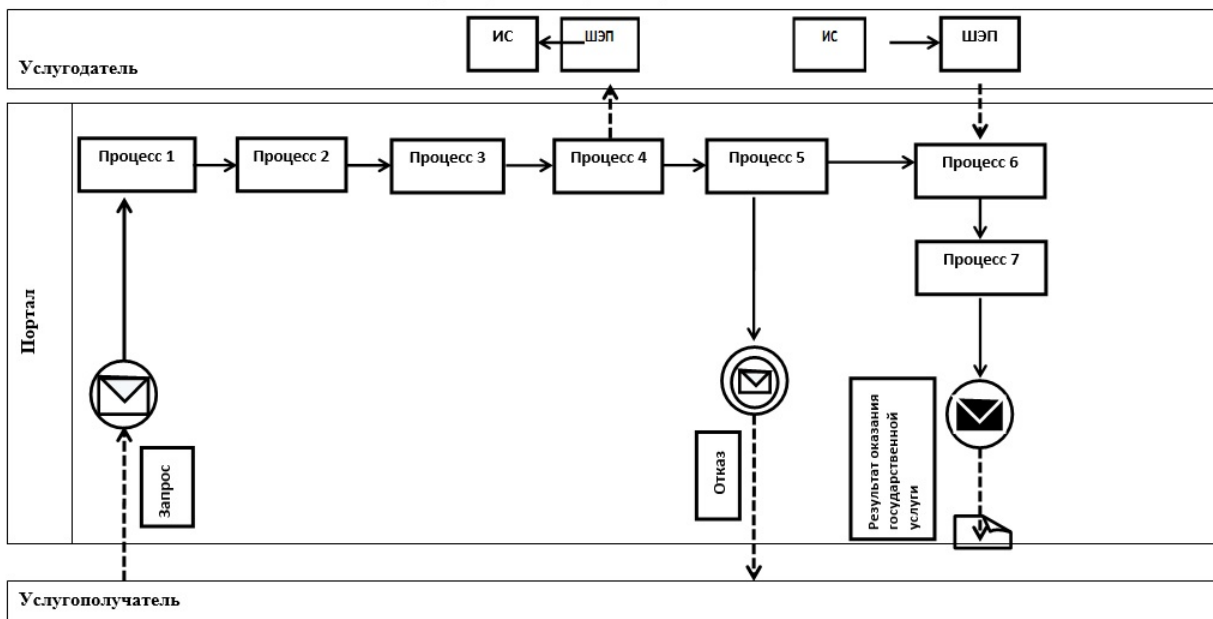 ИС
ШЭП
ИС
ШЭП
Услугодатель
Процесс 1
Процесс 2
Процесс 3
Процесс 4
Процесс 5
Процесс 6
Процесс 7
Портал
Запрос
Отказ
Результат оказания
государственной
услуги
Услугополучатель